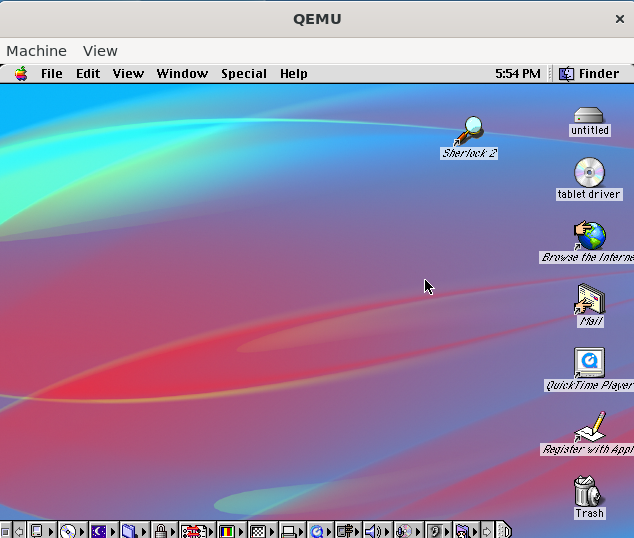 QEMU
Machine View
File Edit View Window Special Help 5:54 PM Finder
Sherlock 2
untitled
tablet driver
Browse the Interne
Mail
QuickTime Player
Register with Appl
Trash